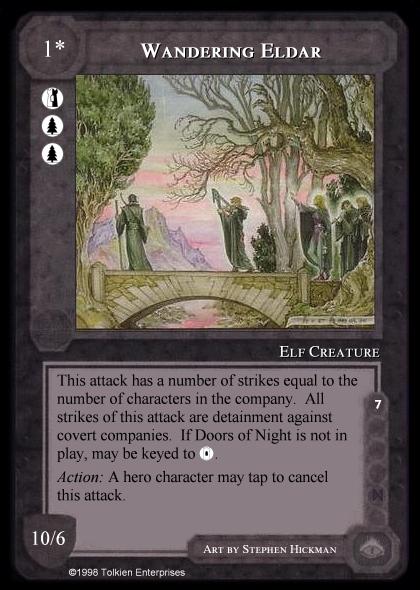 1*
WANDERING ELDAR
ELF CREATURE
This attack has a number of strikes equal to the
number of characters in the company. All
strikes of this attack are detainment against
covert companies. If Doors of Night is not in
play, may be keyed to .
Action: A hero character may tap to cancel
this attack.
7
10/6
ART BY STEPHEN HICKMAN
©1998 Tolkien Enterprises